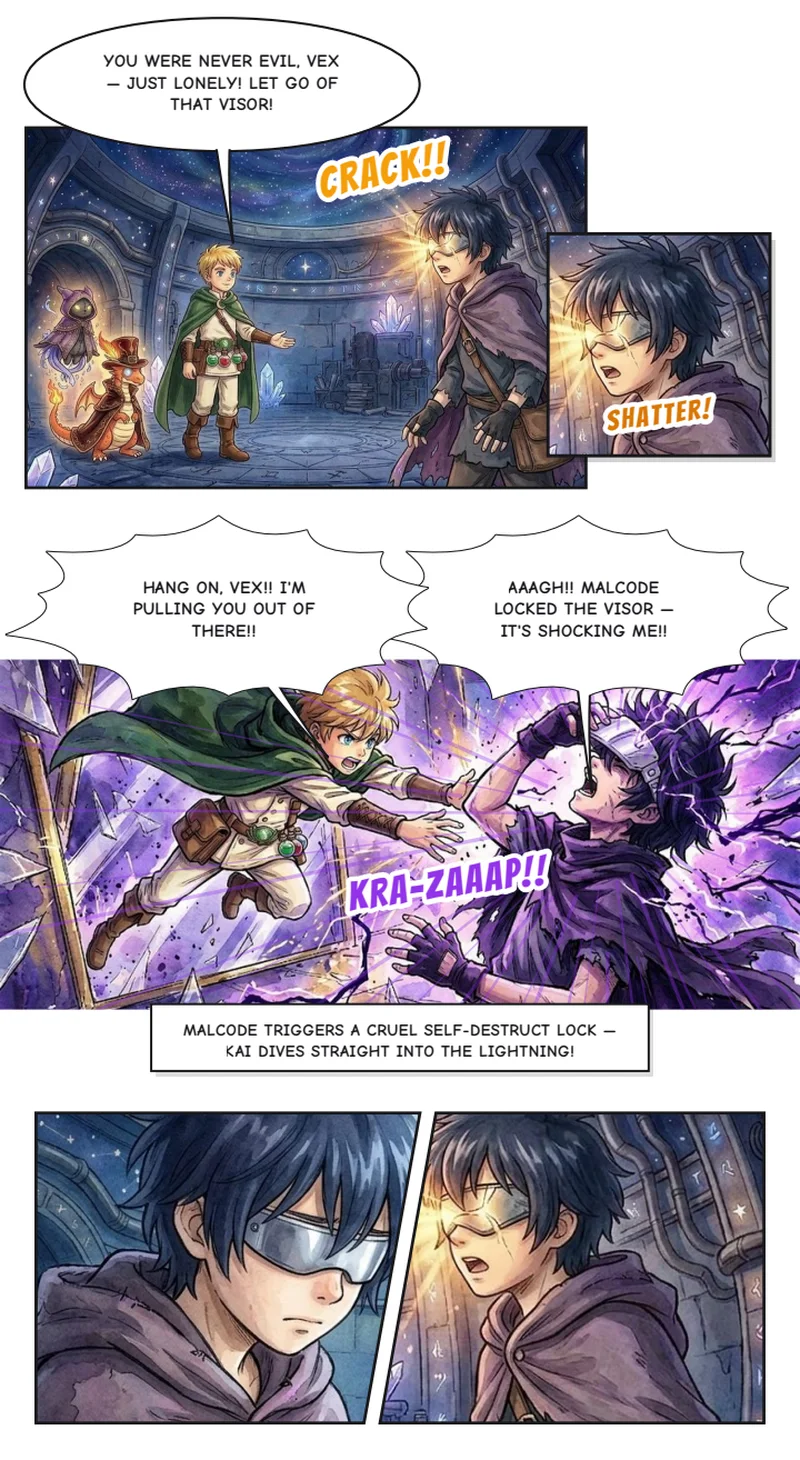 YOU WERE NEVER EVIL, VEX
— JUST LONELY! LET GO OF
THAT VISOR!
CRACK!!
SHATTER!
HANG ON, VEX!! I'M
PULLING YOU OUT OF
THERE!!
AAAGH!! MALCODE
LOCKED THE VISOR —
IT'S SHOCKING ME!!
KRA-ZAAAP!!
MALCODE TRIGGERS A CRUEL SELF-DESTRUCT LOCK —
KAI DIVES STRAIGHT INTO THE LIGHTNING!